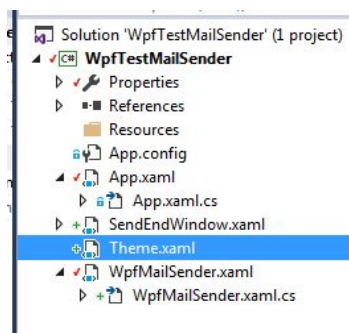 Solution 'WpfTestMailSender' (1 project)
C# WpfTestMailSender
Properties
References
Resources
App.config
App.xaml
App.xaml.cs
SendEndWindow.xaml
Theme.xaml
WpfMailSender.xaml
WpfMailSender.xaml.cs